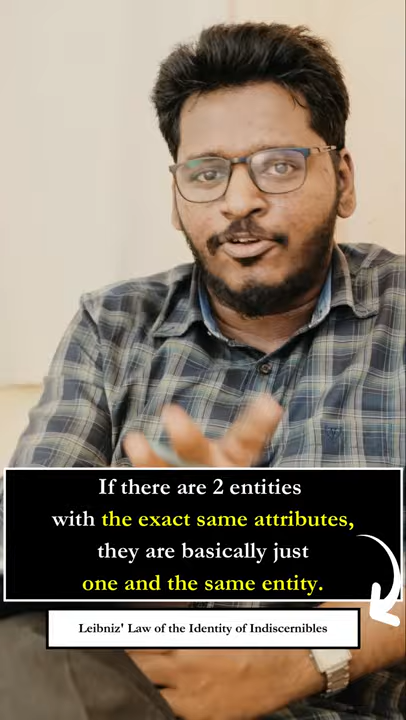 If there are 2 entities
with the exact same attributes,
they are basically just
one and the same entity.
Leibniz' Law of the Identity of Indiscernibles